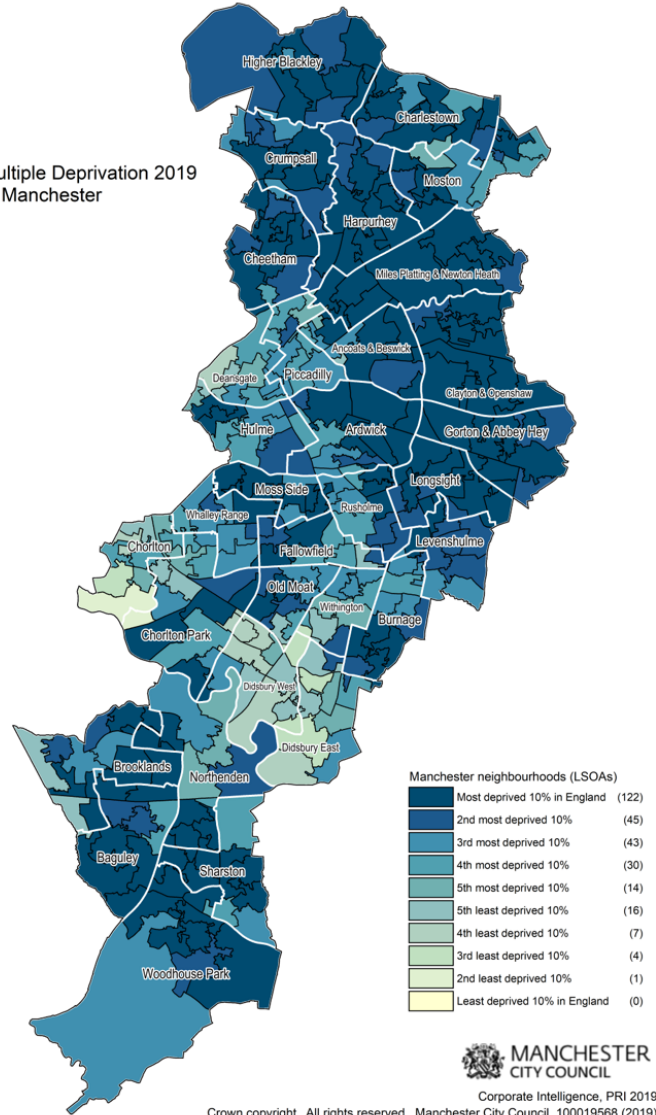 ultiple Deprivation 2019
Manchester
Higher Blackley
Charlestown
Crumpsall
Moston
Harpurhey
Cheetham
Miles Platting & Newton Heath
Ancoats & Beswick
Deansgate
Piccadilly
Clayton & Openshaw
Hulme
Ardwick
Gorton & Abbey Hey
Moss Side
Longsight
Whalley Range
Rusholme
Chorlton
Fallowfield
Levenshulme
Old Moat
Withington
Burnage
Chorlton Park
Didsbury West
Didsbury East
Brooklands
Northenden
Baguley
Sharston
Woodhouse Park
Manchester neighbourhoods (LSOAs)
Most deprived 10% in England (122)
2nd most deprived 10% (45)
3rd most deprived 10% (43)
4th most deprived 10% (30)
5th most deprived 10% (14)
5th least deprived 10% (16)
4th least deprived 10% (7)
3rd least deprived 10% (4)
2nd least deprived 10% (1)
Least deprived 10% in England (0)
MANCHESTER
CITY COUNCIL
Corporate Intelligence, PRI 2019
Crown copyright. All rights reserved. Manchester City Council. 100019568 (2019)